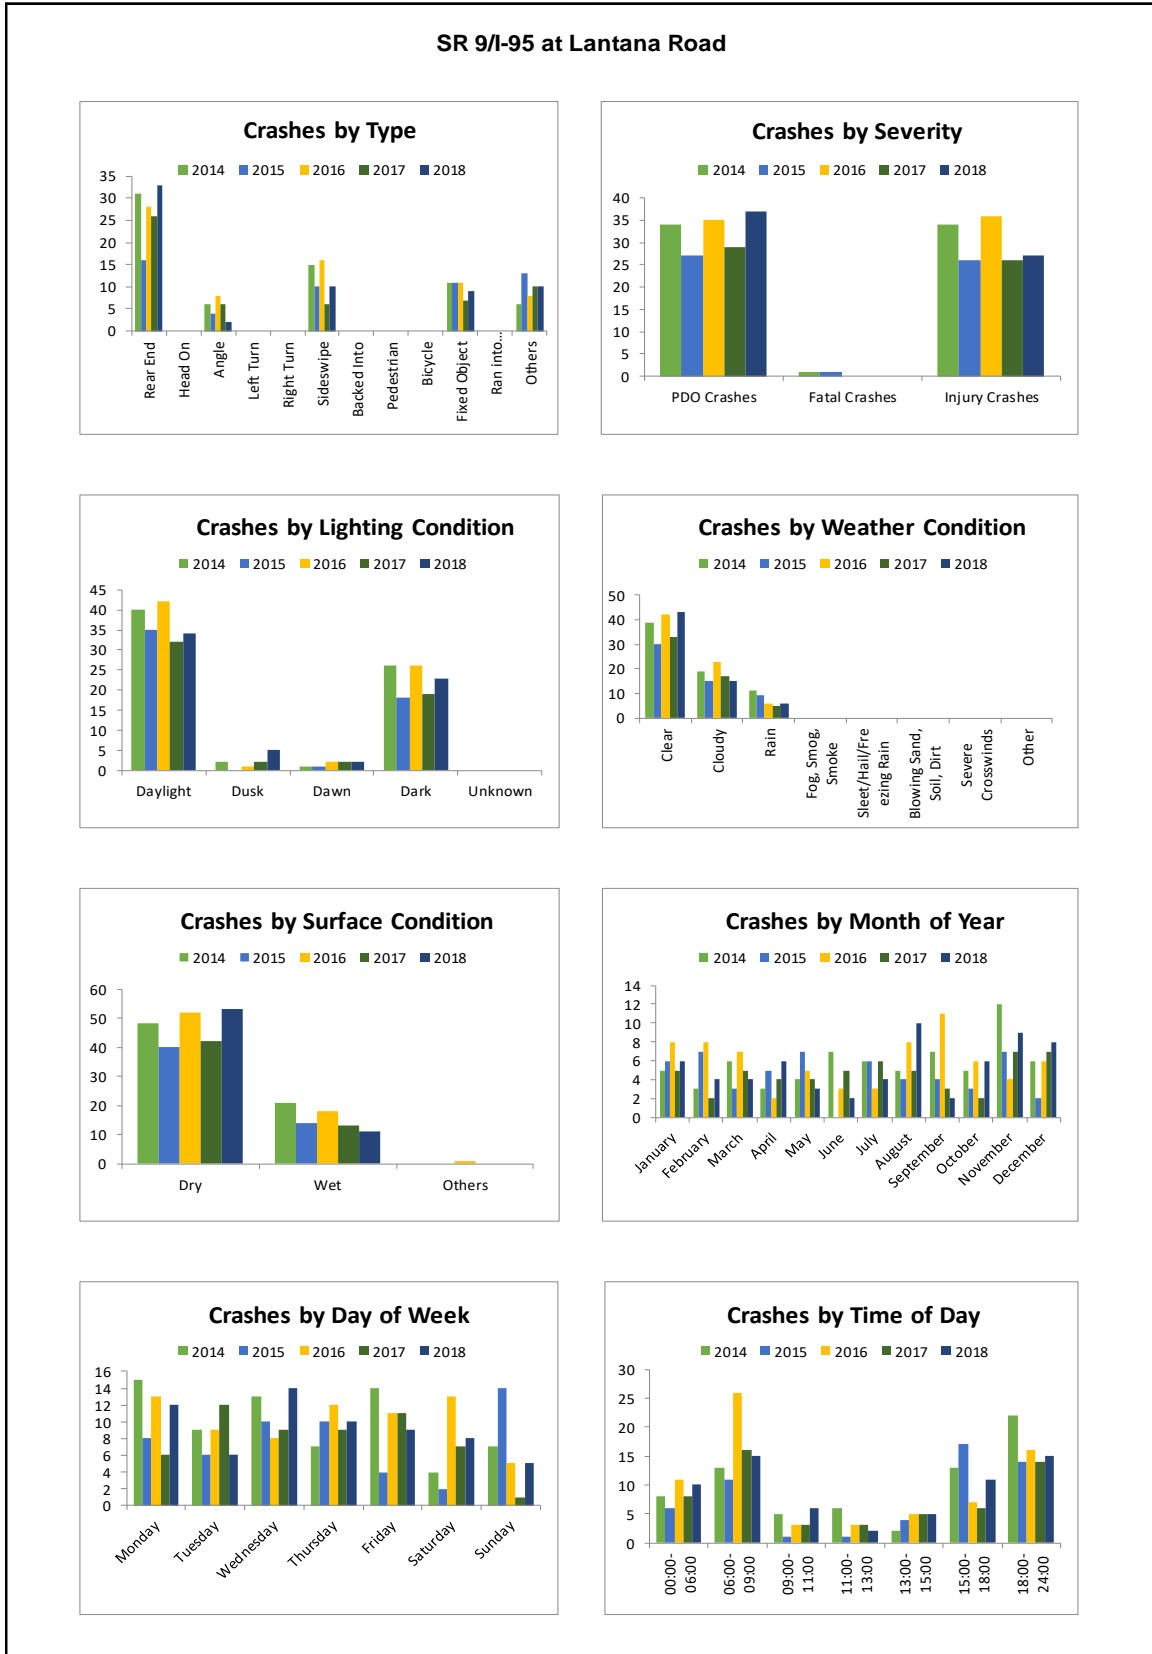 SR 9/I-95 at Lantana Road
Crashes by Type
2014 2015 2016 2017 2018
35
30
25
20
15
10
5
0
Rear End
Head On
Angle
Left Turn
Right Turn
Sideswipe
Backed Into
Pedestrian
Bicycle
Fixed Object
Ran into...
Others
Crashes by Severity
2014 2015 2016 2017 2018
40
35
30
25
20
15
10
5
0
PDO Crashes Fatal Crashes Injury Crashes
Crashes by Lighting Condition
2014 2015 2016 2017 2018
45
40
35
30
25
20
15
10
5
0
Daylight Dusk Dawn Dark Unknown
Crashes by Weather Condition
2014 2015 2016 2017 2018
50
40
30
20
10
0
Clear
Cloudy
Rain
Fog, Smog,
Smoke
Sleet/Hail/Fre
ezing Rain
Blowing Sand,
Soil, Dirt
Severe
Crosswinds
Other
Crashes by Surface Condition
2014 2015 2016 2017 2018
60
50
40
30
20
10
0
Dry Wet Others
Crashes by Month of Year
2014 2015 2016 2017 2018
14
12
10
8
6
4
2
0
January
February
March
April
May
June
July
August
September
October
November
December
Crashes by Day of Week
2014 2015 2016 2017 2018
16
14
12
10
8
6
4
2
0
Monday
Tuesday
Wednesday
Thursday
Friday
Saturday
Sunday
Crashes by Time of Day
2014 2015 2016 2017 2018
30
25
20
15
10
5
0
00:00-
06:00
06:00-
09:00
09:00-
11:00
11:00-
13:00
13:00-
15:00
15:00-
18:00
18:00-
24:00